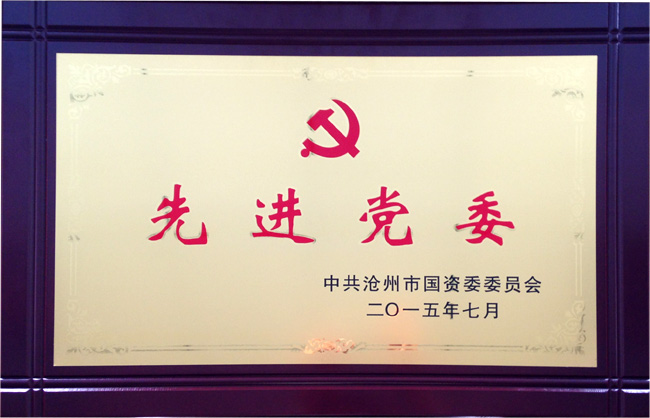 先进党委
中共沧州市国资委委员会
二〇一五年七月